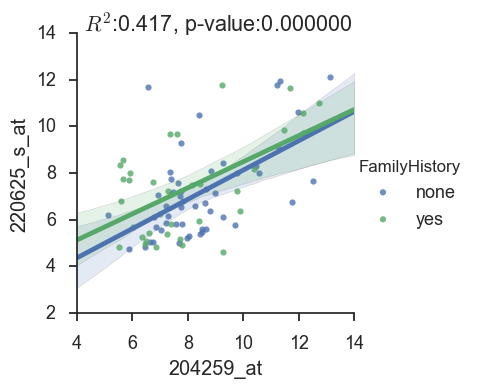 R²:0.417, p-value:0.000000
14
12
10
8
6
4
2
220625_s_at
4 6 8 10 12 14
204259_at
FamilyHistory
none
yes